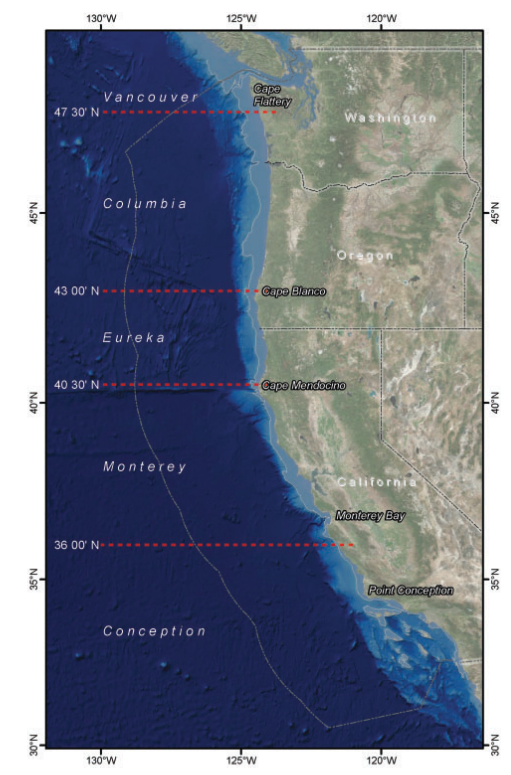 130°W 125°W 120°W
Cape
Flattery
Vancouver
47 30' N
Washington
Columbia
45°N 45°N
Oregon
43 00' N Cape Blanco
Eureka
40 30' N Cape Mendocino
40°N 40°N
Monterey
California
Monterey Bay
36 00' N
35°N 35°N
Point Conception
Conception
30°N 30°N
130°W 125°W 120°W